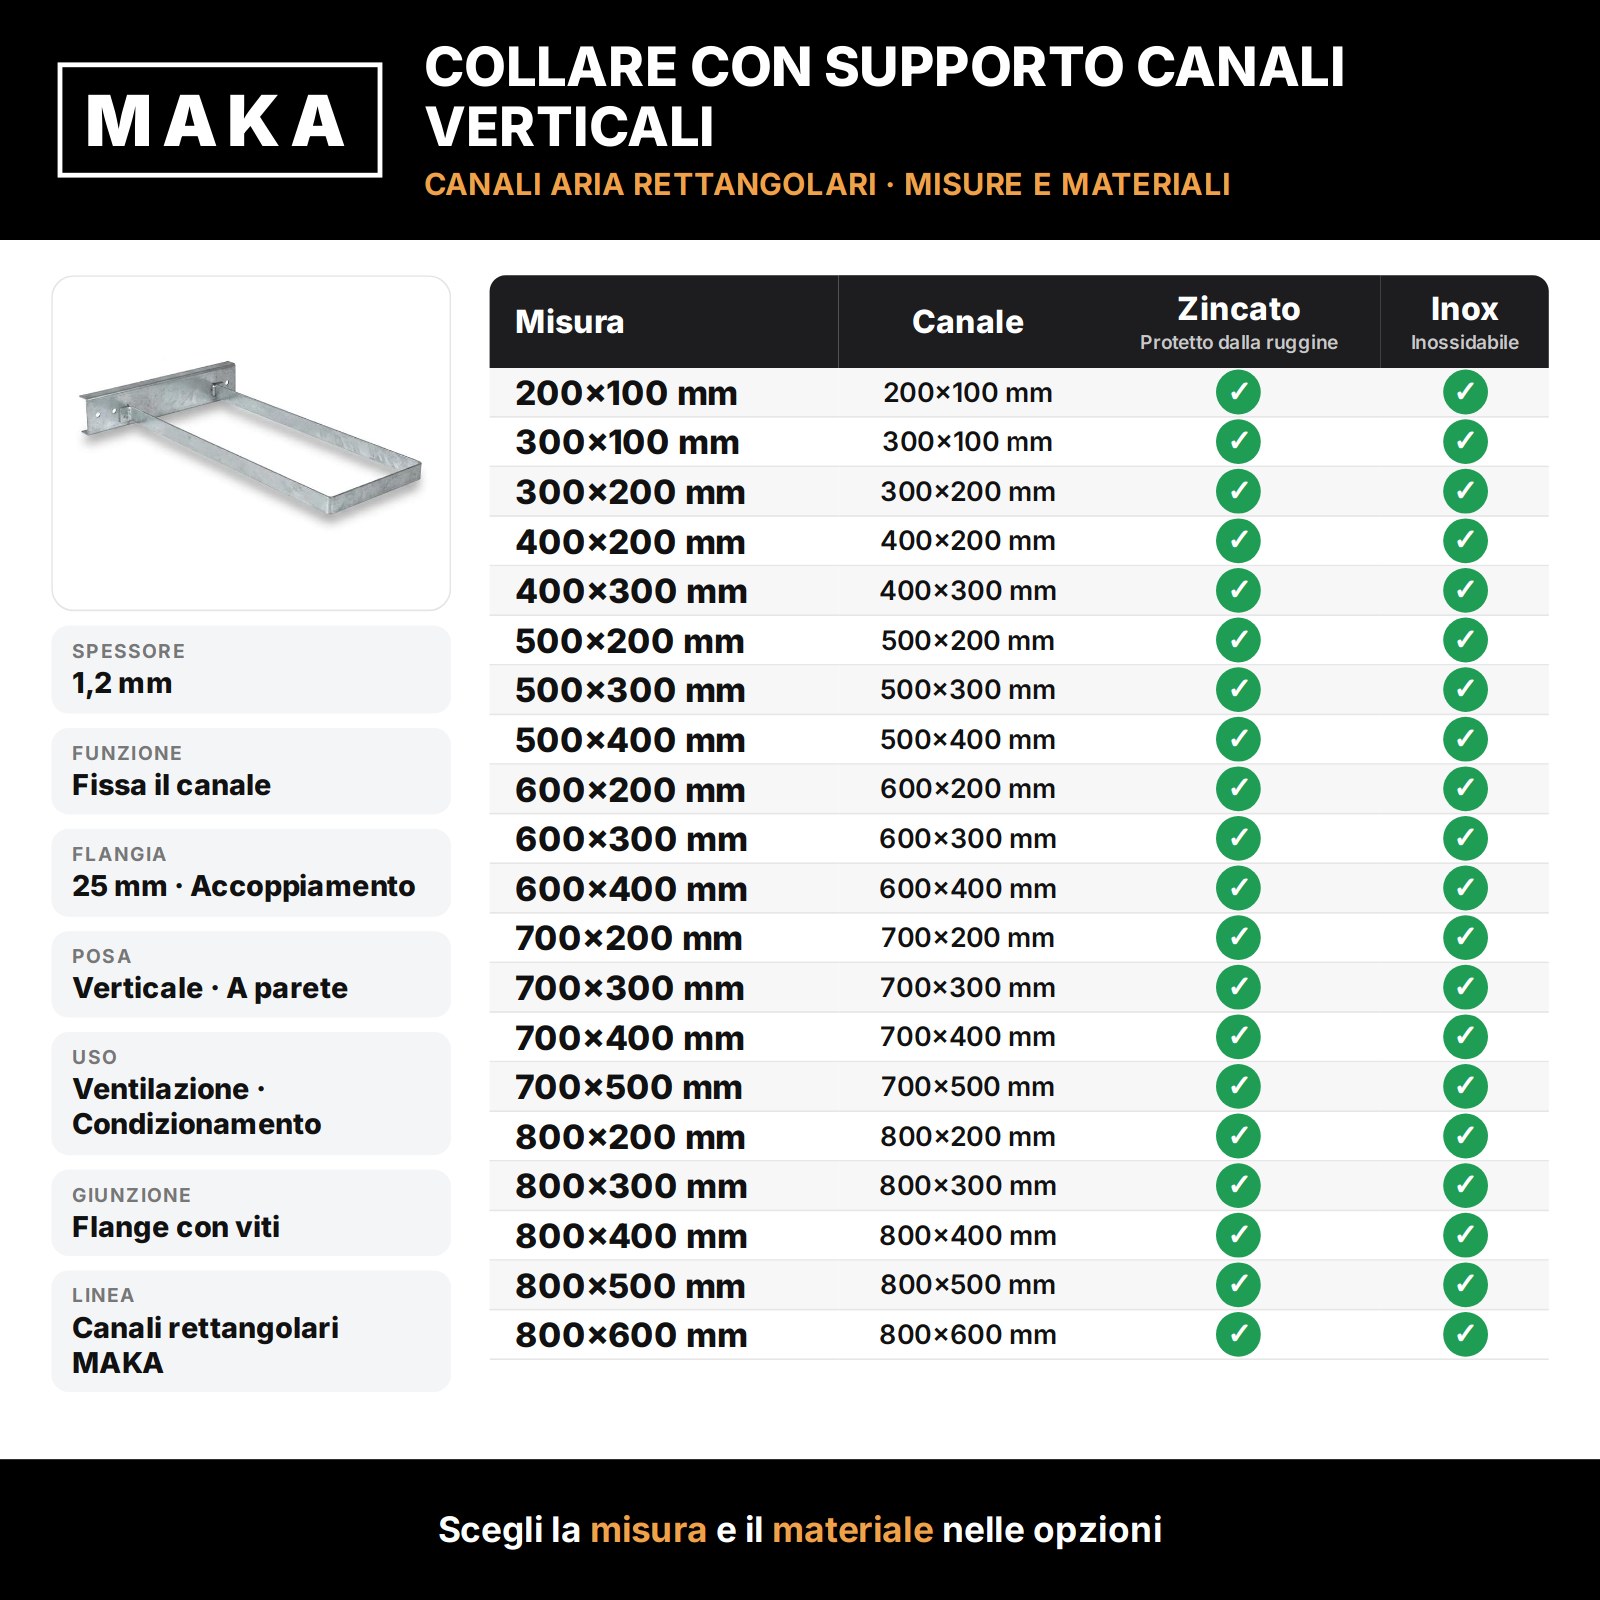 MAKA
COLLARE CON SUPPORTO CANALI
VERTICALI
CANALI ARIA RETTANGOLARI · MISURE E MATERIALI
SPESSORE
1,2 mm
FUNZIONE
Fissa il canale
FLANGIA
25 mm · Accoppiamento
POSA
Verticale · A parete
USO
Ventilazione ·
Condizionamento
GIUNZIONE
Flange con viti
LINEA
Canali rettangolari
MAKA
Misura Canale Zincato Inox
Protetto dalla ruggine Inossidabile
200×100 mm 200×100 mm ✓ ✓
300×100 mm 300×100 mm ✓ ✓
300×200 mm 300×200 mm ✓ ✓
400×200 mm 400×200 mm ✓ ✓
400×300 mm 400×300 mm ✓ ✓
500×200 mm 500×200 mm ✓ ✓
500×300 mm 500×300 mm ✓ ✓
500×400 mm 500×400 mm ✓ ✓
600×200 mm 600×200 mm ✓ ✓
600×300 mm 600×300 mm ✓ ✓
600×400 mm 600×400 mm ✓ ✓
700×200 mm 700×200 mm ✓ ✓
700×300 mm 700×300 mm ✓ ✓
700×400 mm 700×400 mm ✓ ✓
700×500 mm 700×500 mm ✓ ✓
800×200 mm 800×200 mm ✓ ✓
800×300 mm 800×300 mm ✓ ✓
800×400 mm 800×400 mm ✓ ✓
800×500 mm 800×500 mm ✓ ✓
800×600 mm 800×600 mm ✓ ✓
Scegli la misura e il materiale nelle opzioni